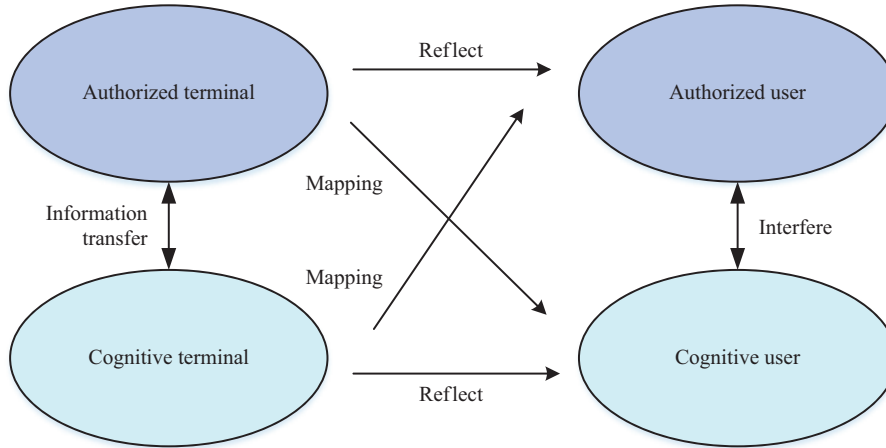 Reflect
Authorized terminal
Authorized user
Mapping
Information
transfer
Interfere
Mapping
Cognitive terminal
Cognitive user
Reflect